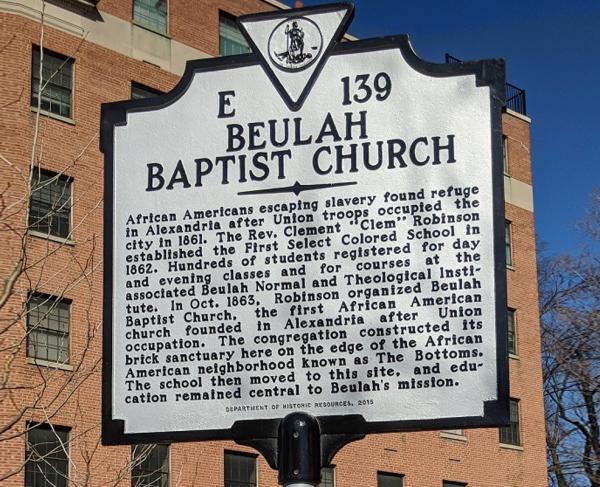 E 139
BEULAH
BAPTIST CHURCH
African Americans escaping slavery found refuge
in Alexandria after Union troops occupied the
city in 1861. The Rev. Clement "Clem" Robinson
established the First Select Colored School in
1862. Hundreds of students registered for day
and evening classes and for courses at the
associated Beulah Normal and Theological Insti-
tute. In Oct. 1863, Robinson organized Beulah
Baptist Church, the first African American
church founded in Alexandria after Union
occupation. The congregation constructed its
brick sanctuary here on the edge of the African
American neighborhood known as The Bottoms.
The school then moved to this site, and edu-
cation remained central to Beulah's mission.
DEPARTMENT OF HISTORIC RESOURCES, 2015